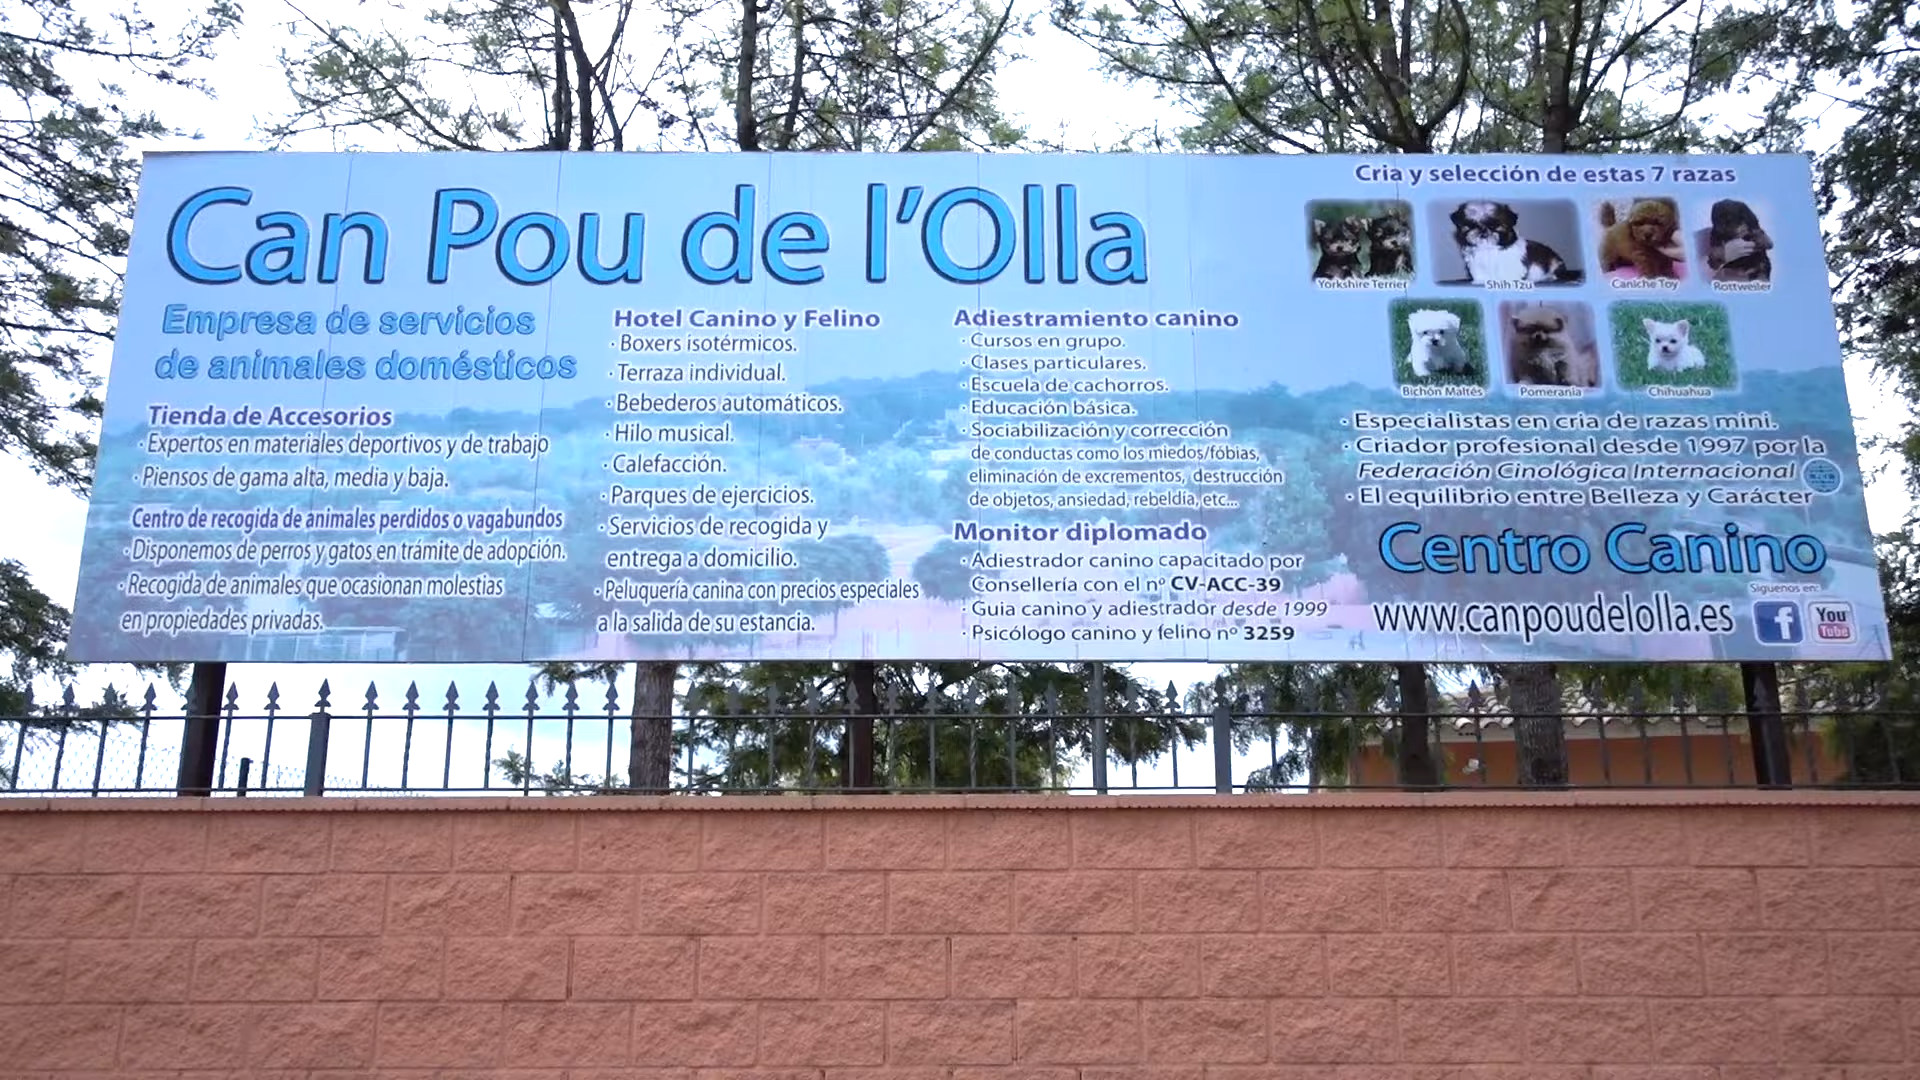 Can Pou de l'Olla
Empresa de servicios
de animales domésticos
Tienda de Accesorios
· Expertos en materiales deportivos y de trabajo
· Piensos de gama alta, media y baja.
Centro de recogida de animales perdidos o vagabundos
· Disponemos de perros y gatos en trámite de adopción.
· Recogida de animales que ocasionan molestias
en propiedades privadas.
Hotel Canino y Felino
· Boxers isotérmicos.
· Terraza individual.
· Bebederos automáticos.
· Hilo musical.
· Calefacción.
· Parques de ejercicios.
· Servicios de recogida y
entrega a domicilio.
· Peluquería canina con precios especiales
a la salida de su estancia.
Adiestramiento canino
· Cursos en grupo.
· Clases particulares.
· Escuela de cachorros.
· Educación básica.
· Sociabilización y corrección
de conductas como los miedos/fóbias,
eliminación de excrementos, destrucción
de objetos, ansiedad, rebeldía, etc...
Monitor diplomado
· Adiestrador canino capacitado por
Consellería con el nº CV-ACC-39
· Guia canino y adiestrador desde 1999
· Psicólogo canino y felino nº 3259
Cria y selección de estas 7 razas
Yorkshire Terrier
Shih Tzu
Caniche Toy
Rottweiler
Bichón Maltés
Pomerania
Chihuahua
· Especialistas en cria de razas mini.
· Criador profesional desde 1997 por la
Federación Cinológica Internacional
· El equilibrio entre Belleza y Carácter
Centro Canino
Síguenos en:
www.canpoudelolla.es
f
You
Tube